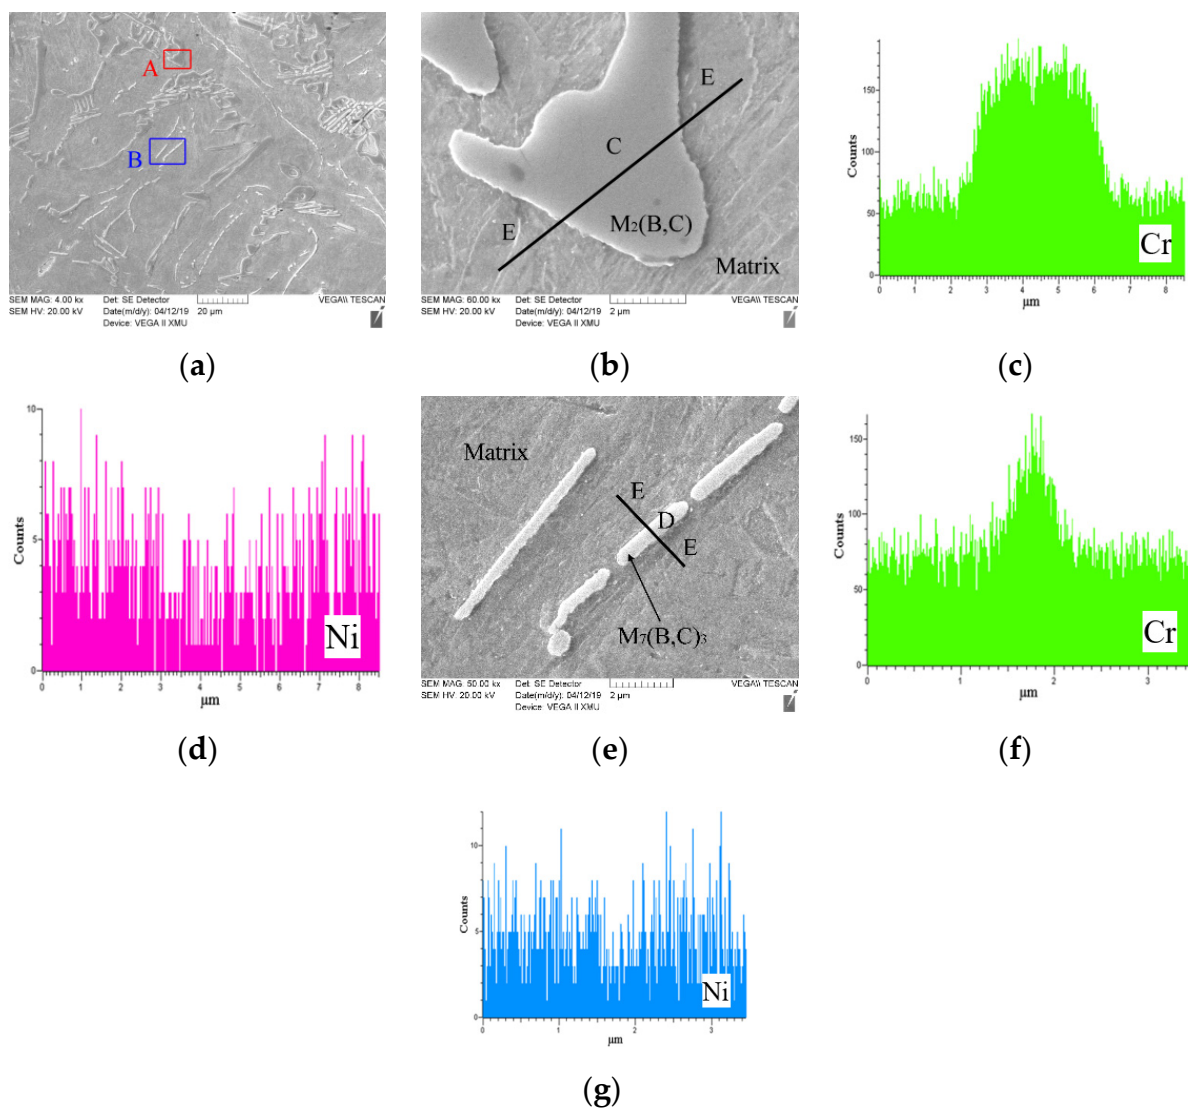 A
B
SEM MAG: 4.00 kx Det: SE Detector
SEM HV: 20.00 kV Date(m/d/y): 04/12/19 20 µm VEGA\\ TESCAN
Device: VEGA II XMU
(a)
E
C
E
M2(B,C)
Matrix
SEM MAG: 60.00 kx Det: SE Detector
SEM HV: 20.00 kV Date(m/d/y): 04/12/19 2 µm VEGA\\ TESCAN
Device: VEGA II XMU
(b)
Counts
150
100
50
0
0 1 2 3 4 5 6 7 8
µm
Cr
(c)
Counts
10
5
0
0 1 2 3 4 5 6 7 8
µm
Ni
(d)
Matrix
E
D
E
M7(B,C)3
SEM MAG: 50.00 kx Det: SE Detector
SEM HV: 20.00 kV Date(m/d/y): 04/12/19 2 µm VEGA\\ TESCAN
Device: VEGA II XMU
(e)
Counts
150
100
50
0
0 1 2 3
µm
Cr
(f)
Counts
10
5
0
0 1 2 3
µm
Ni
(g)